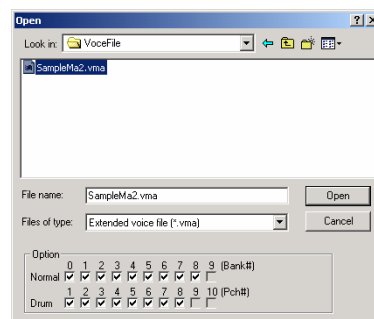 Open
Look in: VoceFile
SampleMa2.vma
File name: SampleMa2.vma Open
Files of type: Extended voice file (*.vma) Cancel
Option
0 1 2 3 4 5 6 7 8 9 (Bank#)
Normal
1 2 3 4 5 6 7 8 9 10 (Pch#)
Drum